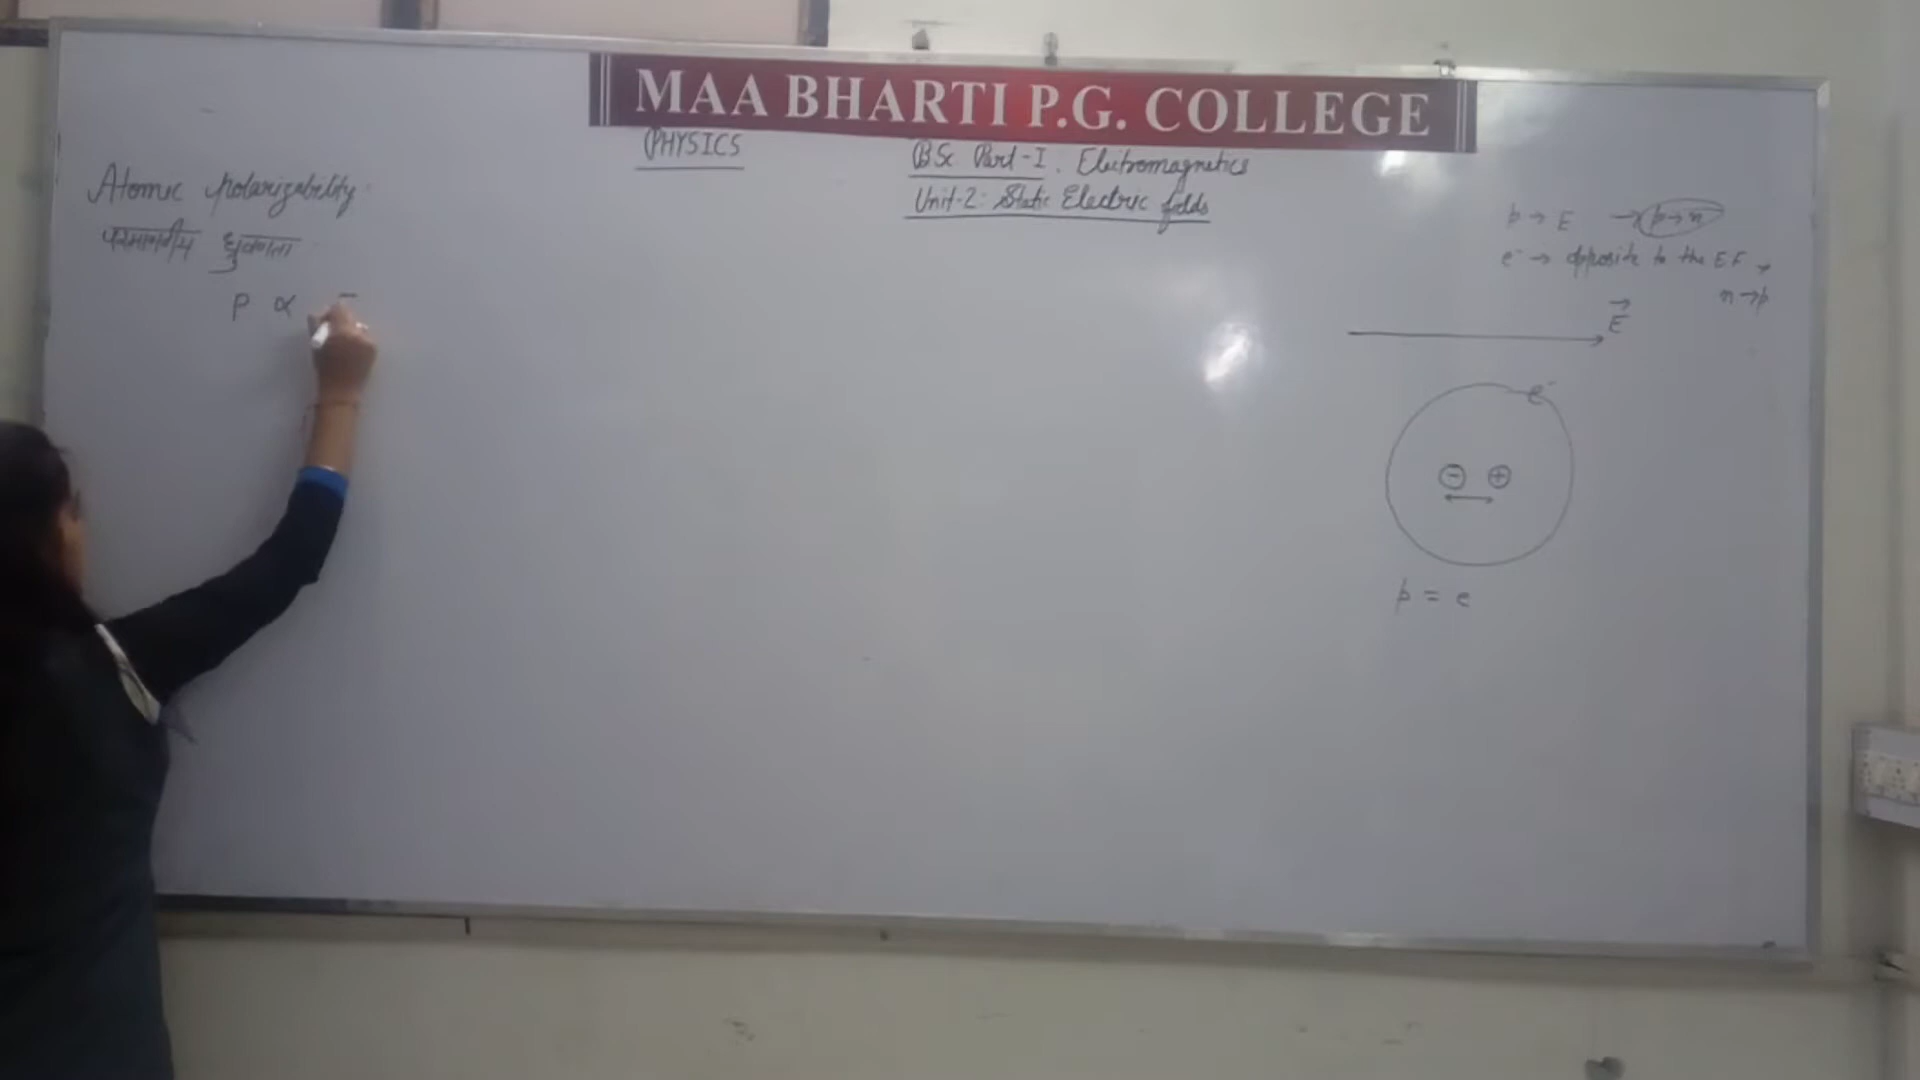 MAA BHARTI P.G. COLLEGE
PHYSICS
BSc Part-I. Electromagnetics
Unit-2: Static Electric fields
Atomic polarizability:
परमाण्वीय ध्रुवणता
P ∝
p → E → p → n
e⁻ → opposite to the E.F →
n → p
E⃗
e⁻
⊖ ⊕
p = e